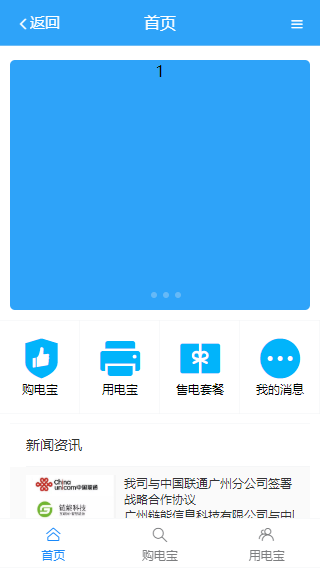 返回
首页
1
购电宝
用电宝
售电套餐
我的消息
新闻资讯
China
unicom中国联通
链能科技
我司与中国联通广州分公司签署
战略合作协议
广州链能信息科技有限公司与中
首页
购电宝
用电宝